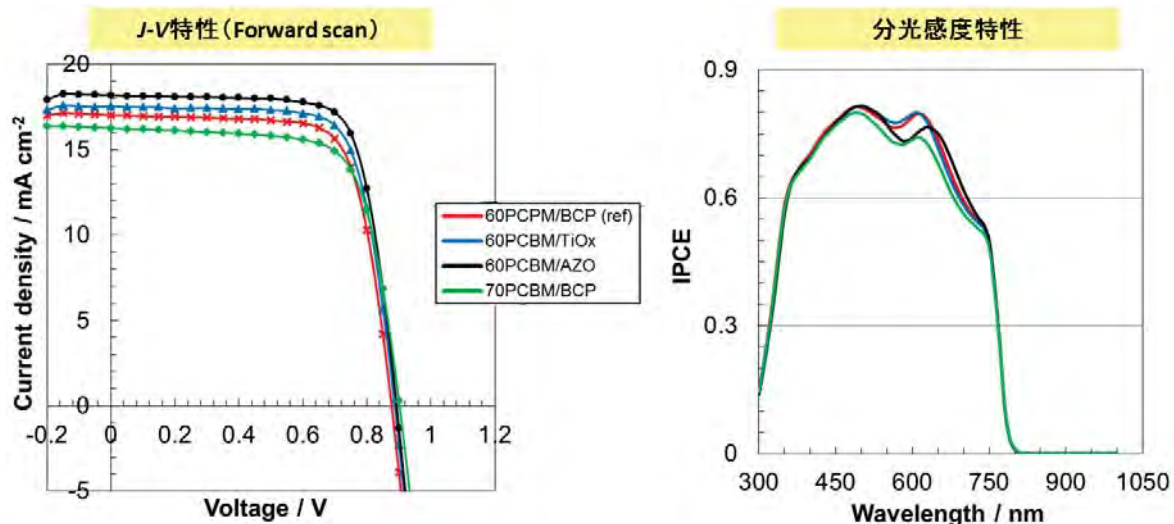 J-V特性（Forward scan）
20
15
10
5
0
-5
-0.2
0
0.2
0.4
0.6
0.8
1
1.2
Current density / mA cm-2
Voltage / V
60PCPM/BCP (ref)
60PCBM/TiOx
60PCBM/AZO
70PCBM/BCP
分光感度特性
0.9
0.6
0.3
0
300
450
600
750
900
1050
IPCE
Wavelength / nm